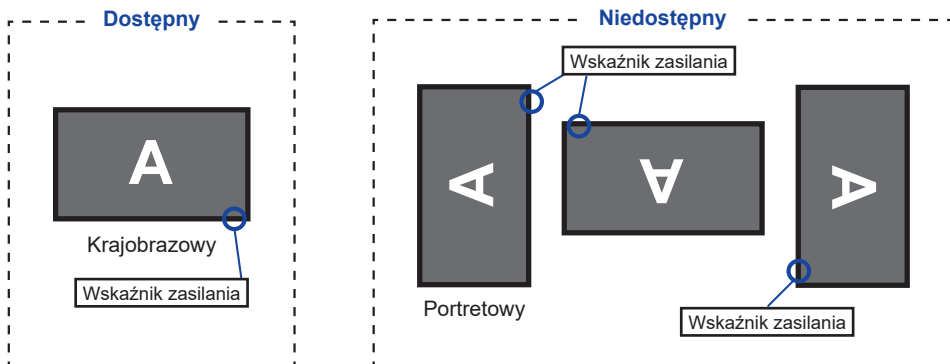 Dostępny
A
Krajobrazowy
Wskaźnik zasilania
Niedostępny
Wskaźnik zasilania
A
A
A
Portretowy
Wskaźnik zasilania